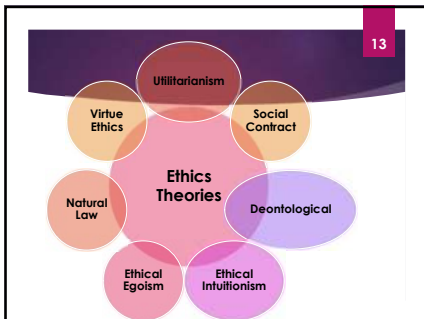 13
Utilitarianism
Virtue
Ethics
Social
Contract
Ethics
Theories
Natural
Law
Deontological
Ethical
Egoism
Ethical
Intuitionism